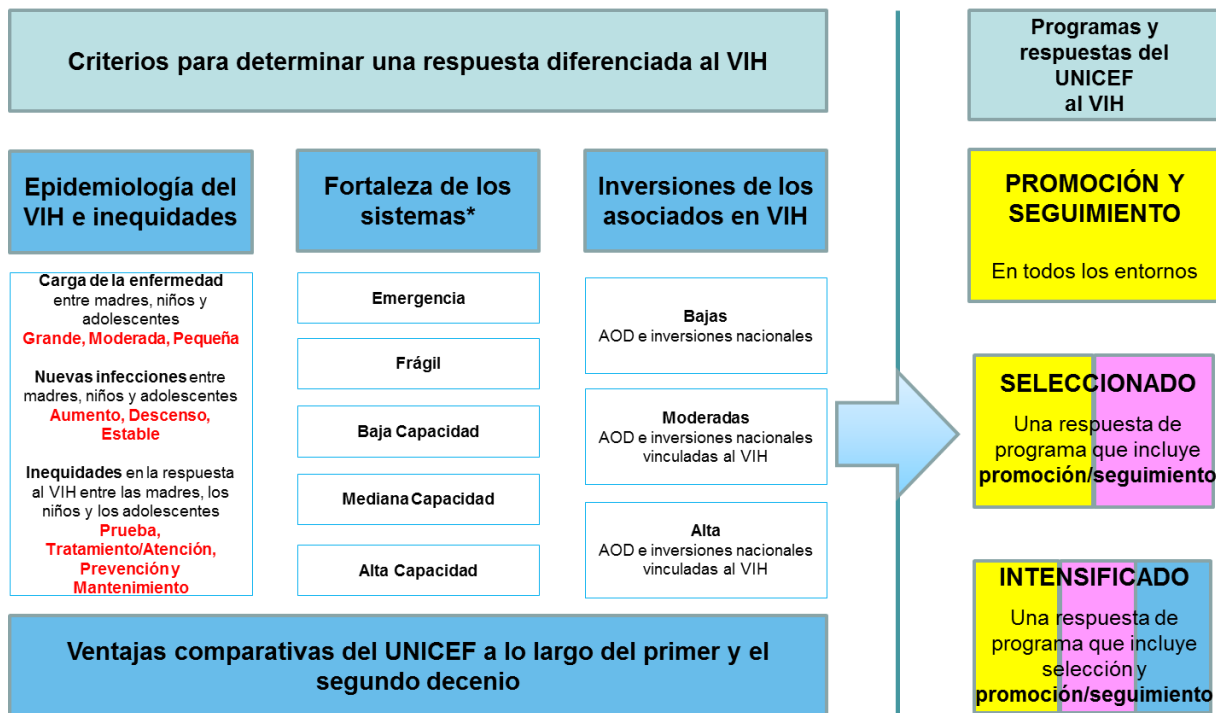 Criterios para determinar una respuesta diferenciada al VIH
Epidemiología del
VIH e inequidades
Carga de la enfermedad
entre madres, niños y
adolescentes
Grande, Moderada, Pequeña
Nuevas infecciones entre
madres, niños y adolescentes
Aumento, Descenso,
Estable
Inequidades en la respuesta
al VIH entre las madres, los
niños y los adolescentes
Prueba,
Tratamiento/Atención,
Prevención y
Mantenimiento
Fortaleza de los
sistemas*
Emergencia
Frágil
Baja Capacidad
Mediana Capacidad
Alta Capacidad
Inversiones de los
asociados en VIH
Bajas
AOD e inversiones nacionales
Moderadas
AOD e inversiones nacionales
vinculadas al VIH
Alta
AOD e inversiones nacionales
vinculadas al VIH
Ventajas comparativas del UNICEF a lo largo del primer y el
segundo decenio
Programas y
respuestas del
UNICEF
al VIH
PROMOCIÓN Y
SEGUIMIENTO
En todos los entornos
SELECCIONADO
Una respuesta de
programa que incluye
promoción/seguimiento
INTENSIFICADO
Una respuesta de
programa que incluye
selección y
promoción/seguimiento